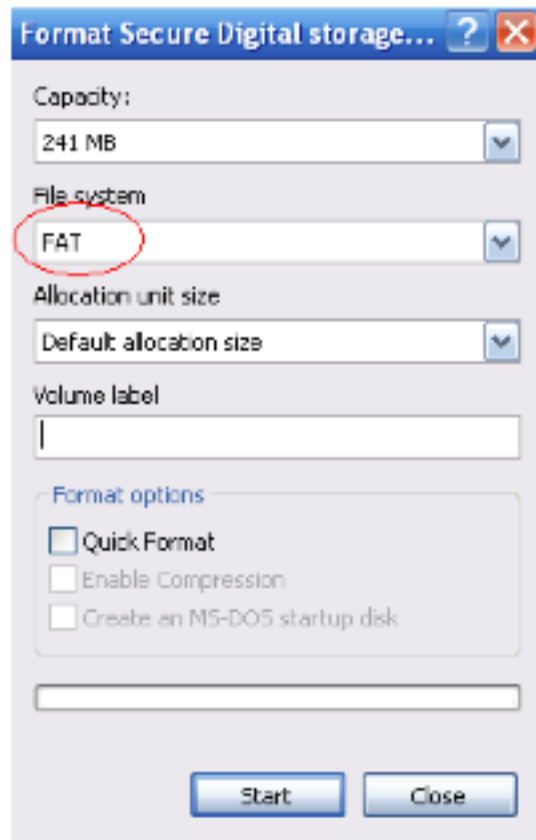 Format Secure Digital storage... ?
Capacity:
241 MB
File system
FAT
Allocation unit size
Default allocation size
Volume label
Format options
Quick Format
Enable Compression
Create an MS-DOS startup disk
Start Close